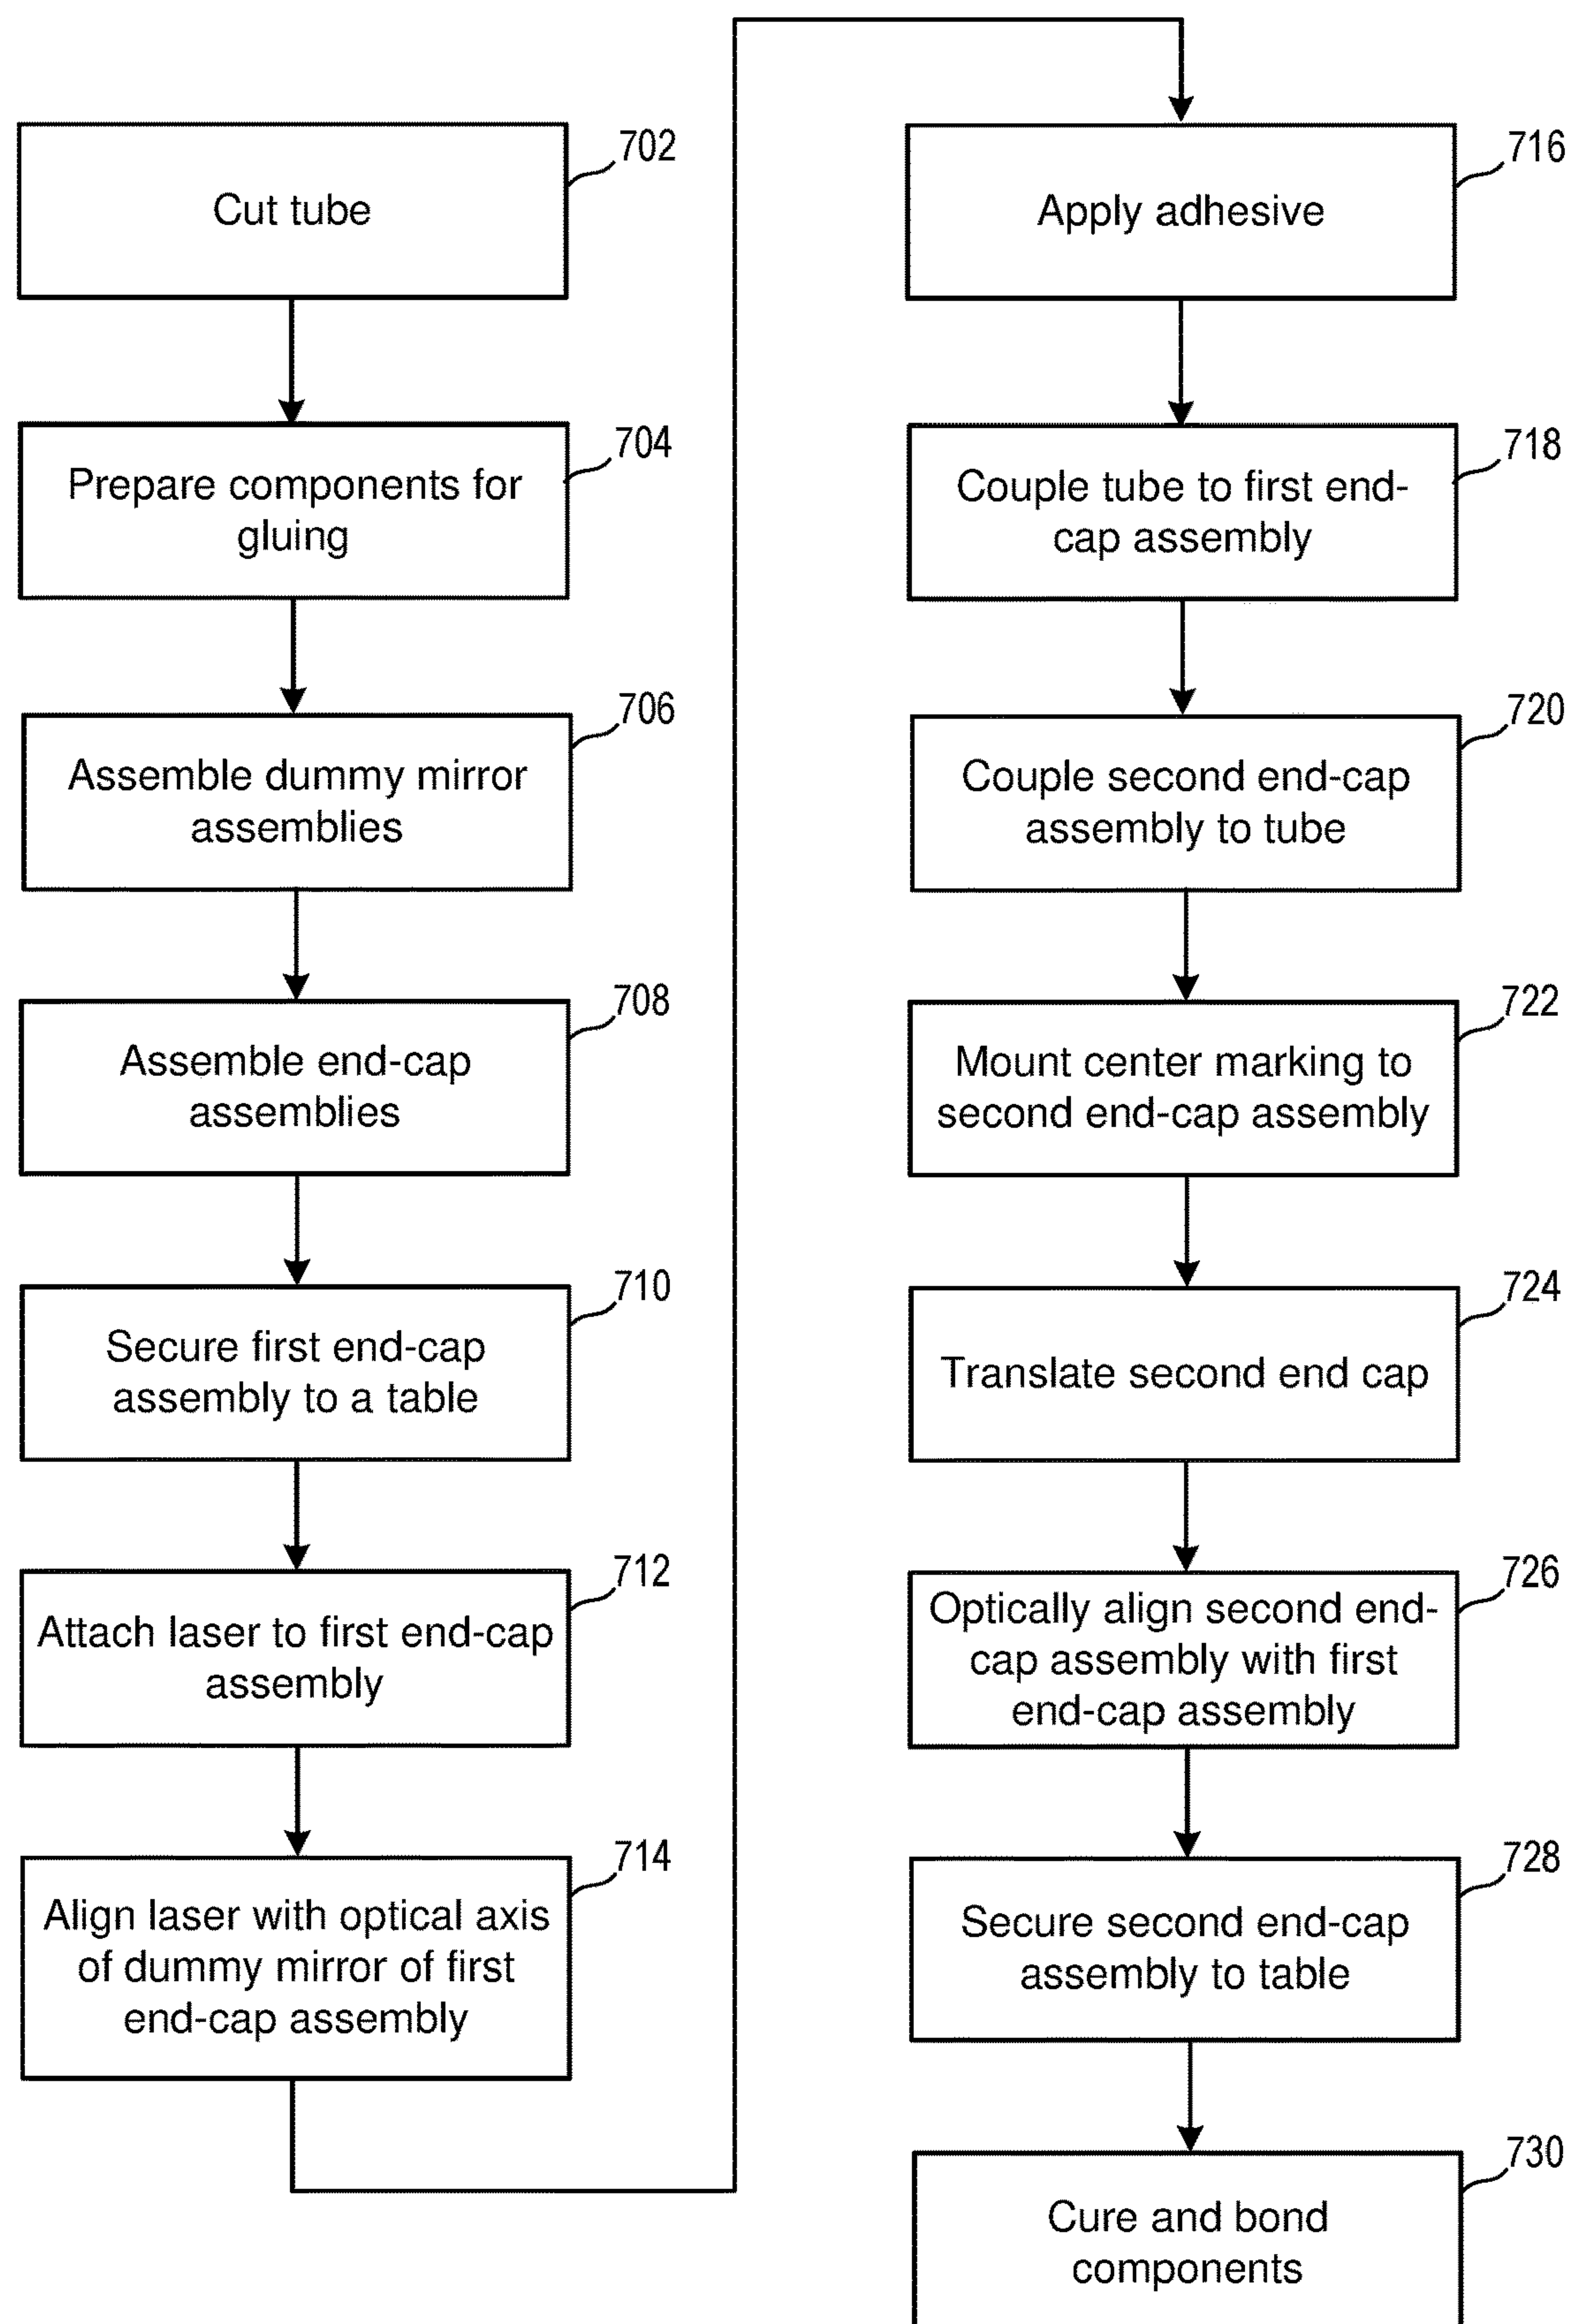 702
Cut tube
704
Prepare components for
gluing
706
Assemble dummy mirror
assemblies
708
Assemble end-cap
assemblies
710
Secure first end-cap
assembly to a table
712
Attach laser to first end-cap
assembly
714
Align laser with optical axis
of dummy mirror of first
end-cap assembly
716
Apply adhesive
718
Couple tube to first end-
cap assembly
720
Couple second end-cap
assembly to tube
722
Mount center marking to
second end-cap assembly
724
Translate second end cap
726
Optically align second end-
cap assembly with first
end-cap assembly
728
Secure second end-cap
assembly to table
730
Cure and bond
components